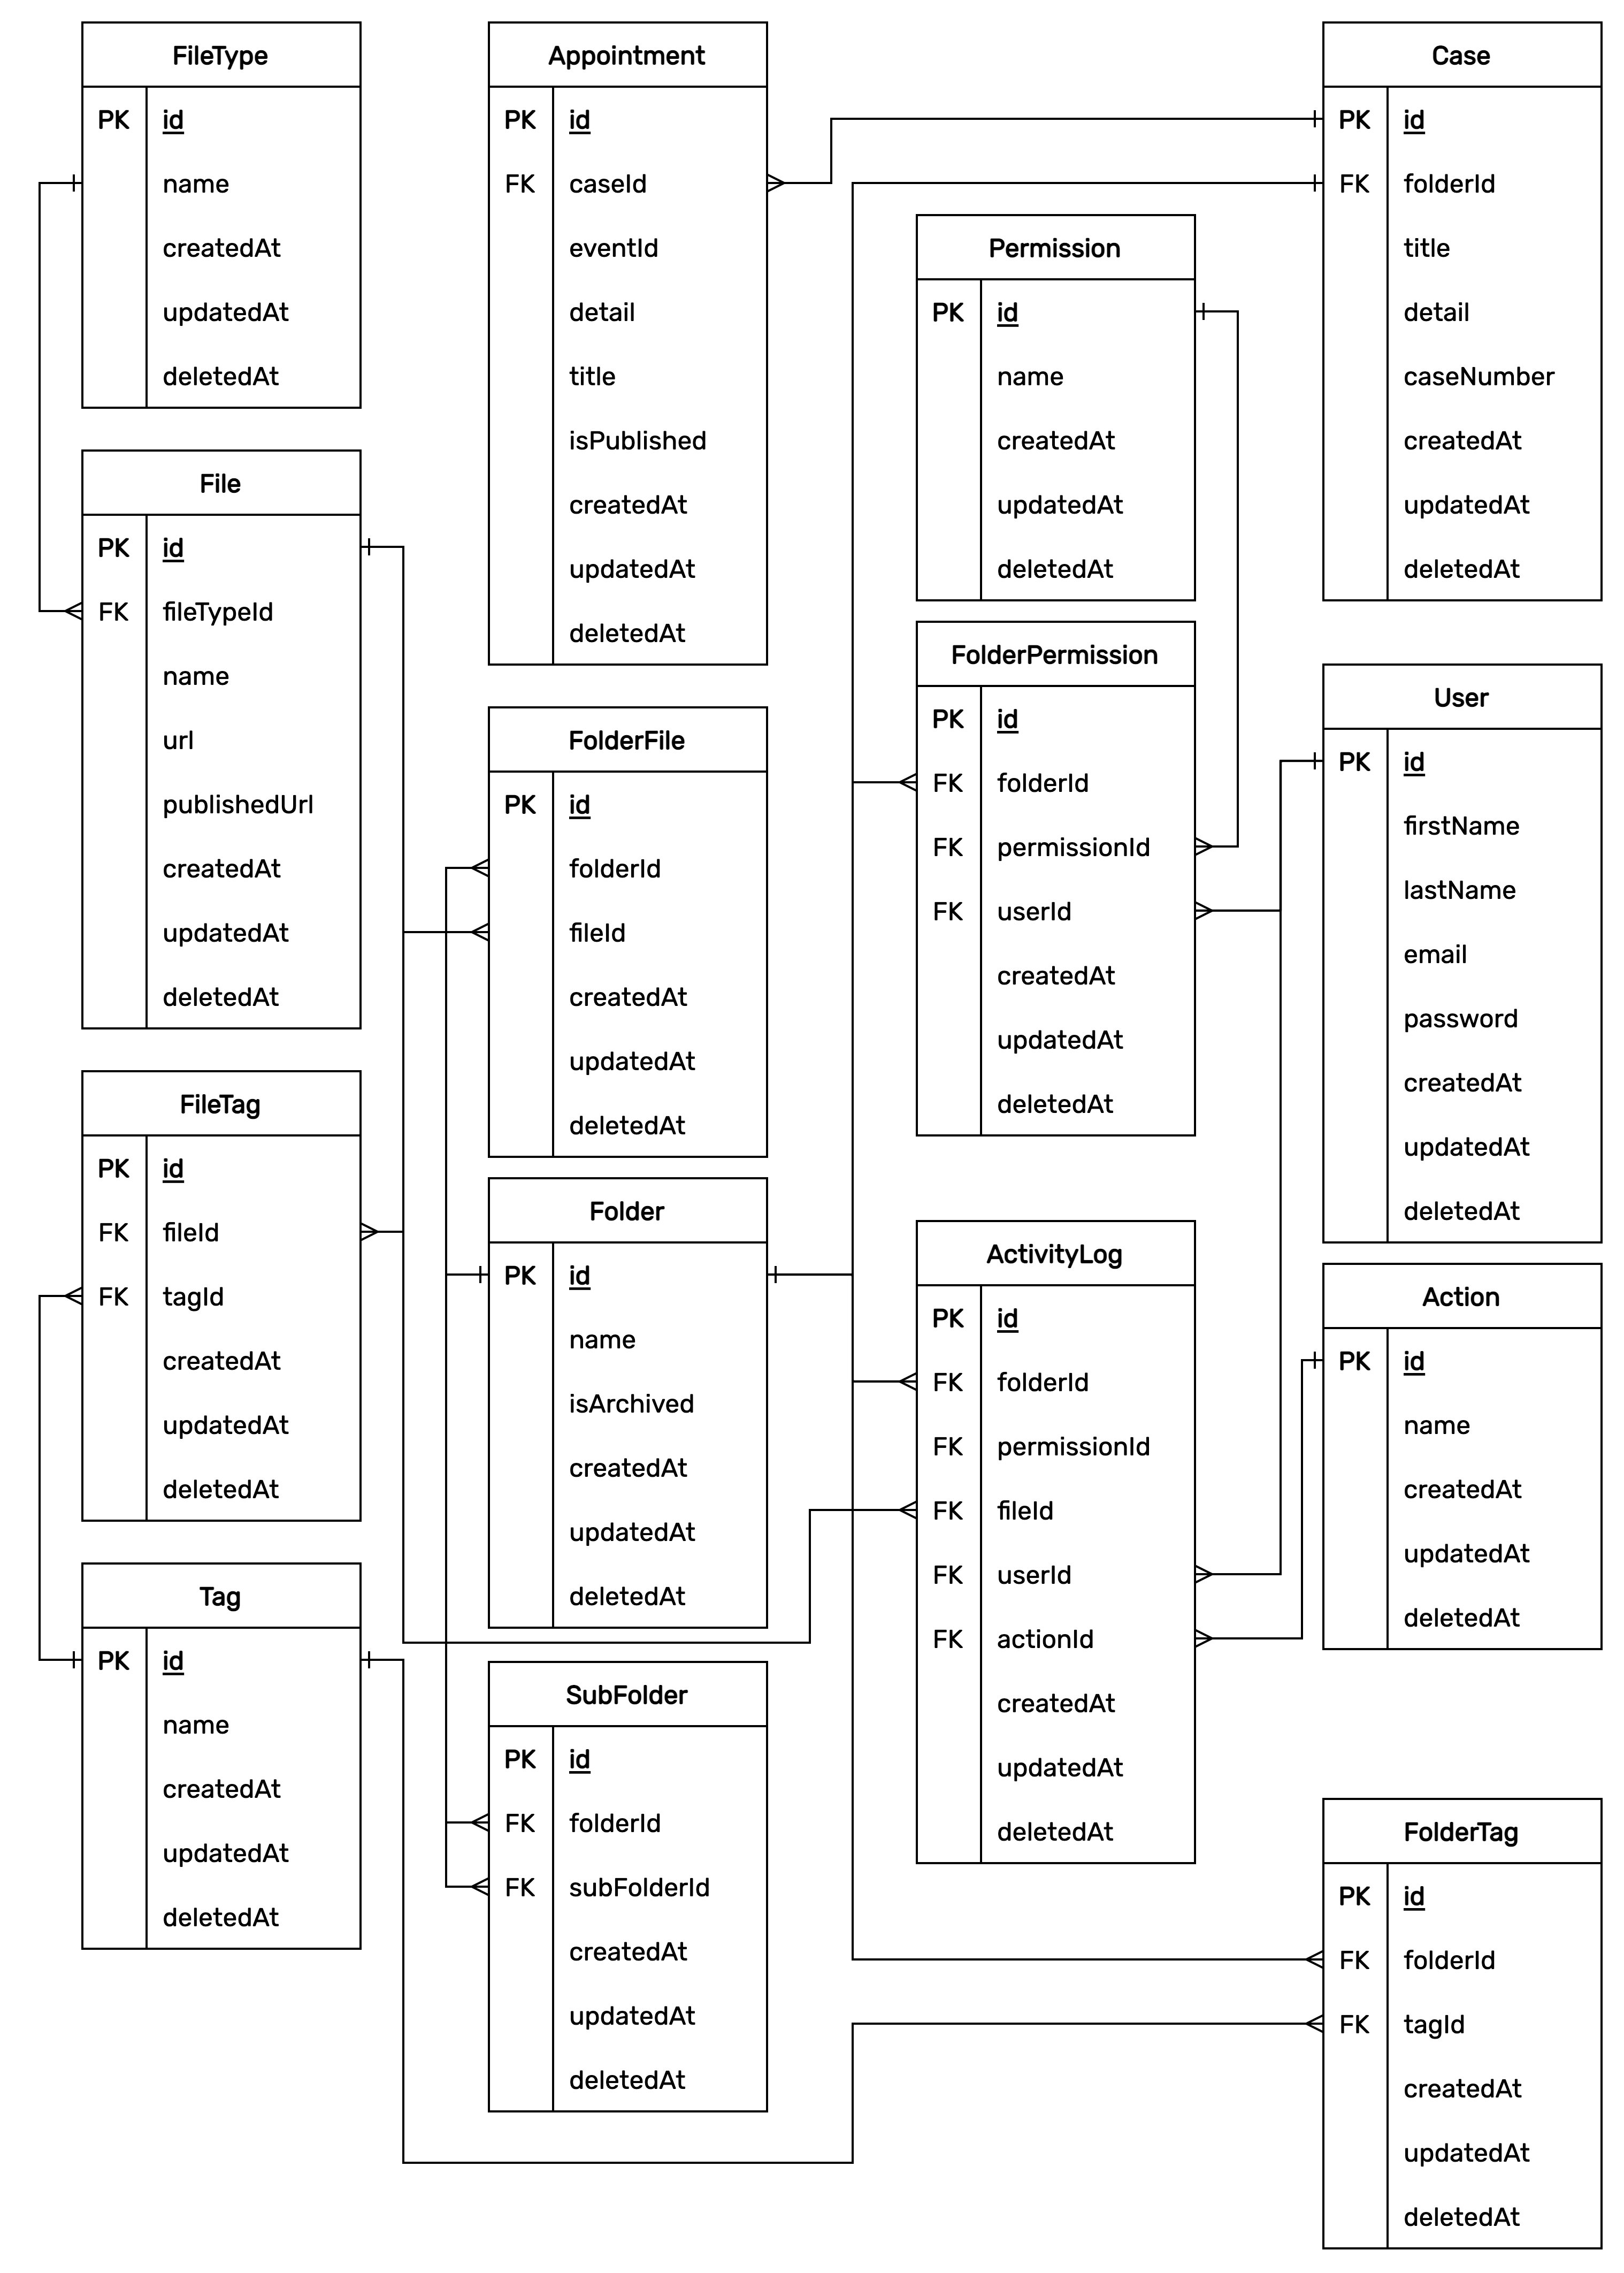 FileType
PK id
name
createdAt
updatedAt
deletedAt
File
PK id
FK fileTypeId
name
url
publishedUrl
createdAt
updatedAt
deletedAt
FileTag
PK id
FK fileId
FK tagId
createdAt
updatedAt
deletedAt
Tag
PK id
name
createdAt
updatedAt
deletedAt
Appointment
PK id
FK caseId
eventId
detail
title
isPublished
createdAt
updatedAt
deletedAt
FolderFile
PK id
folderId
fileId
createdAt
updatedAt
deletedAt
Folder
PK id
name
isArchived
createdAt
updatedAt
deletedAt
SubFolder
PK id
FK folderId
FK subFolderId
createdAt
updatedAt
deletedAt
Permission
PK id
name
createdAt
updatedAt
deletedAt
FolderPermission
PK id
FK folderId
FK permissionId
FK userId
createdAt
updatedAt
deletedAt
ActivityLog
PK id
FK folderId
FK permissionId
FK fileId
FK userId
FK actionId
createdAt
updatedAt
deletedAt
Case
PK id
FK folderId
title
detail
caseNumber
createdAt
updatedAt
deletedAt
User
PK id
firstName
lastName
email
password
createdAt
updatedAt
deletedAt
Action
PK id
name
createdAt
updatedAt
deletedAt
FolderTag
PK id
FK folderId
FK tagId
createdAt
updatedAt
deletedAt